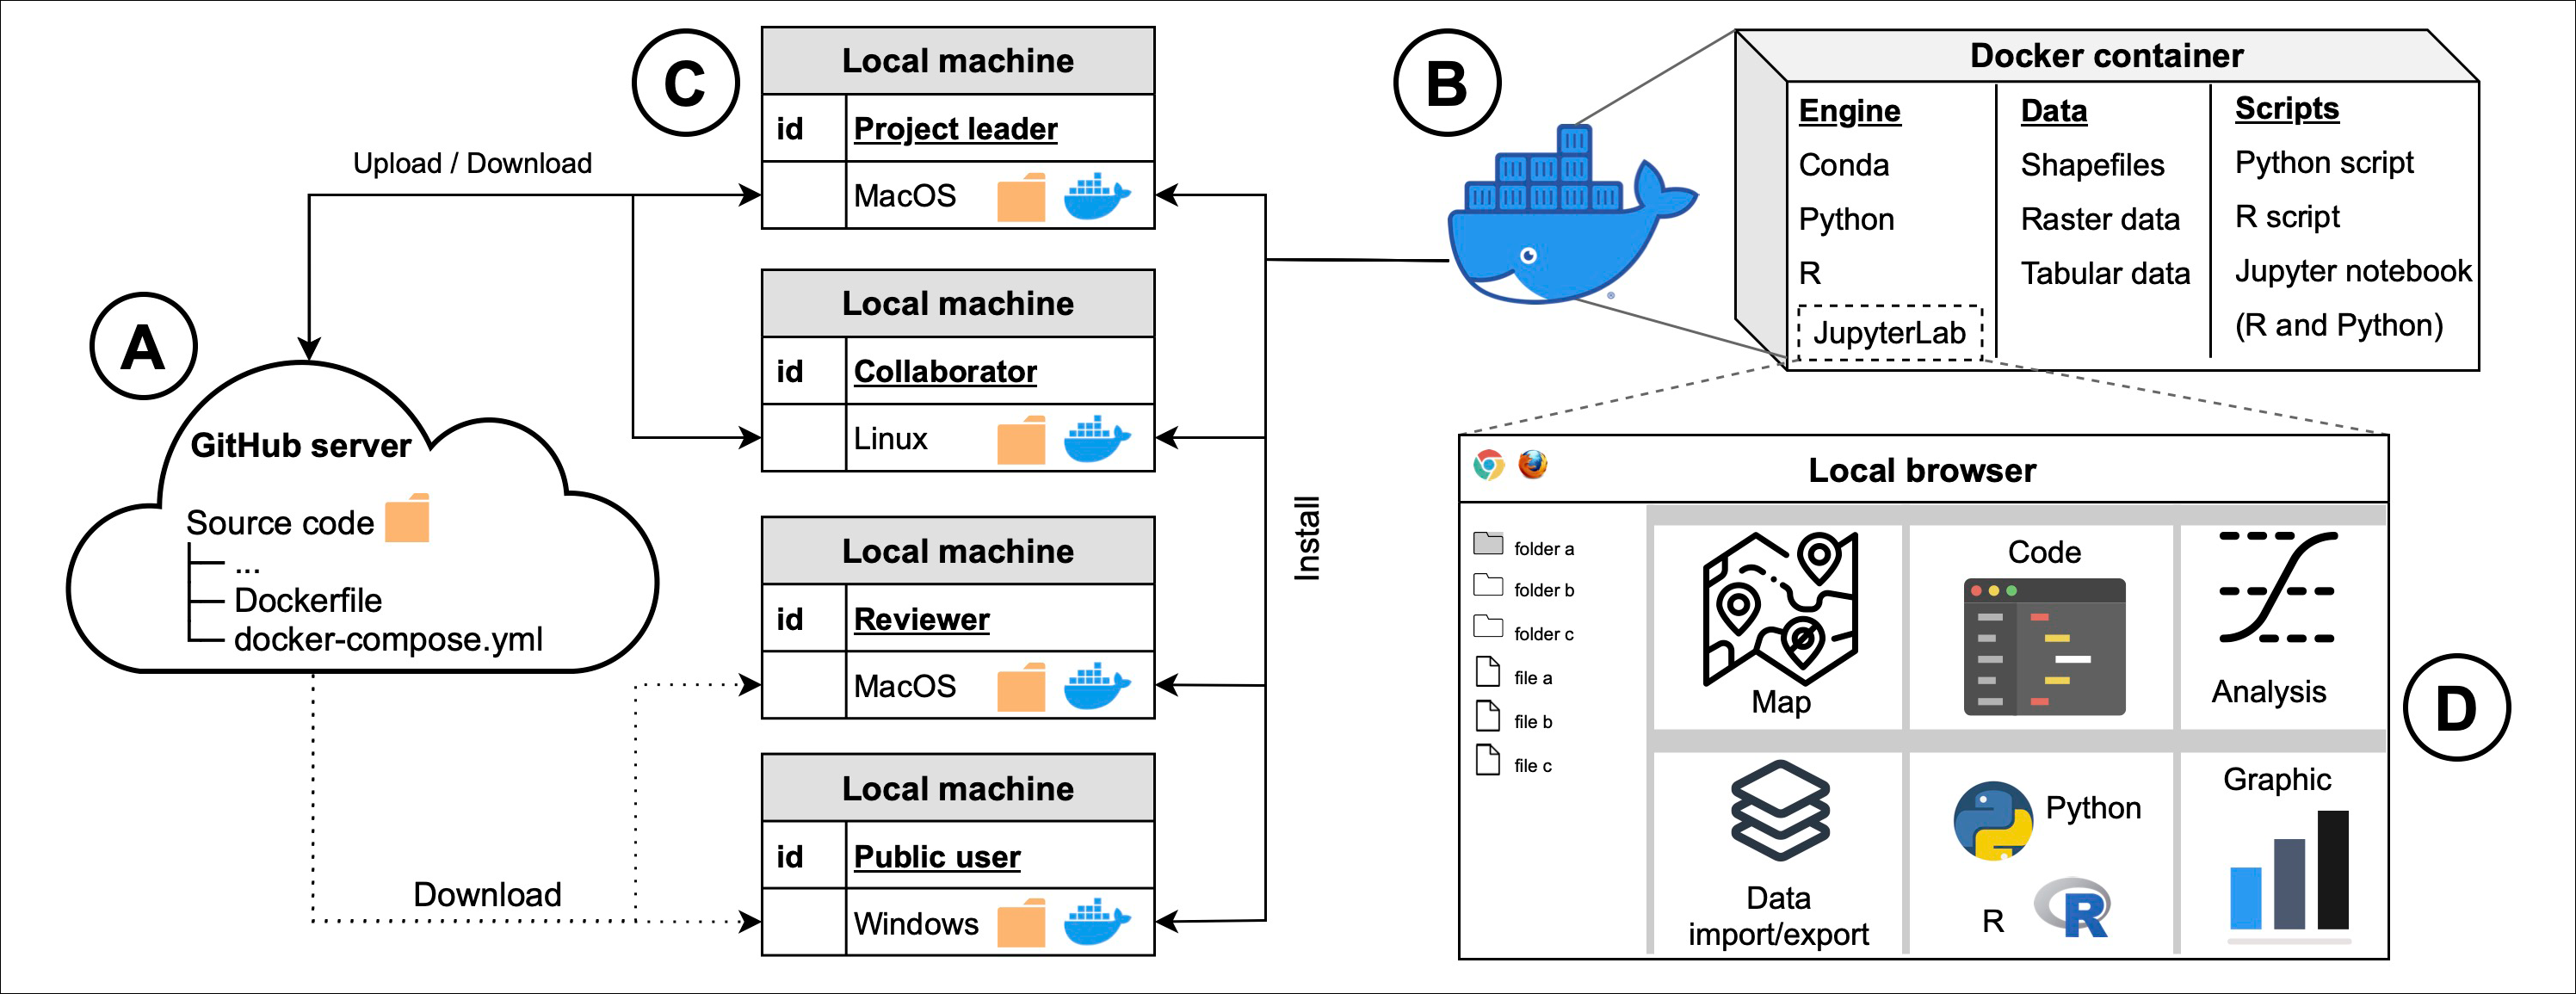 A
GitHub server
Source code
...
Dockerfile
docker-compose.yml
Upload / Download
Download
C
Local machine
id
Project leader
MacOS
Local machine
id
Collaborator
Linux
Local machine
id
Reviewer
MacOS
Local machine
id
Public user
Windows
Install
B
®
Docker container
Engine
Conda
Python
R
JupyterLab
Data
Shapefiles
Raster data
Tabular data
Scripts
Python script
R script
Jupyter notebook
(R and Python)
D
Local browser
folder a
folder b
folder c
file a
file b
file c
Map
Code
Analysis
Data
import/export
Python
R
R
Graphic